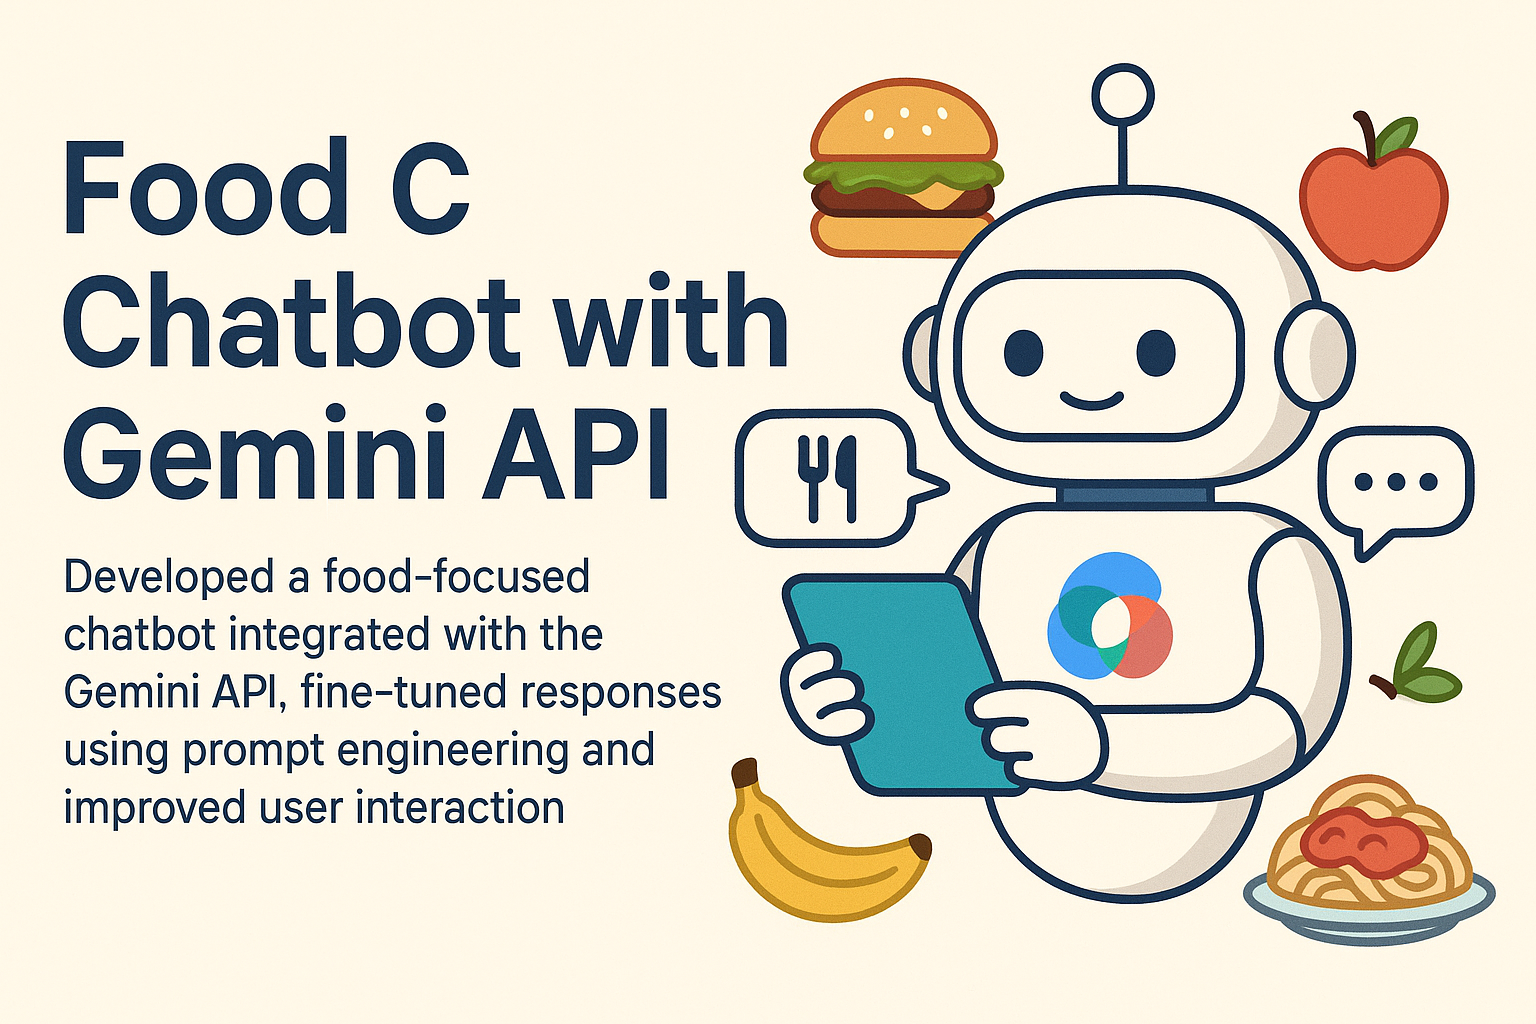 Food C
Chatbot with
Gemini API
Developed a food-focused
chatbot integrated with the
Gemini API, fine-tuned responses
using prompt engineering and
improved user interaction